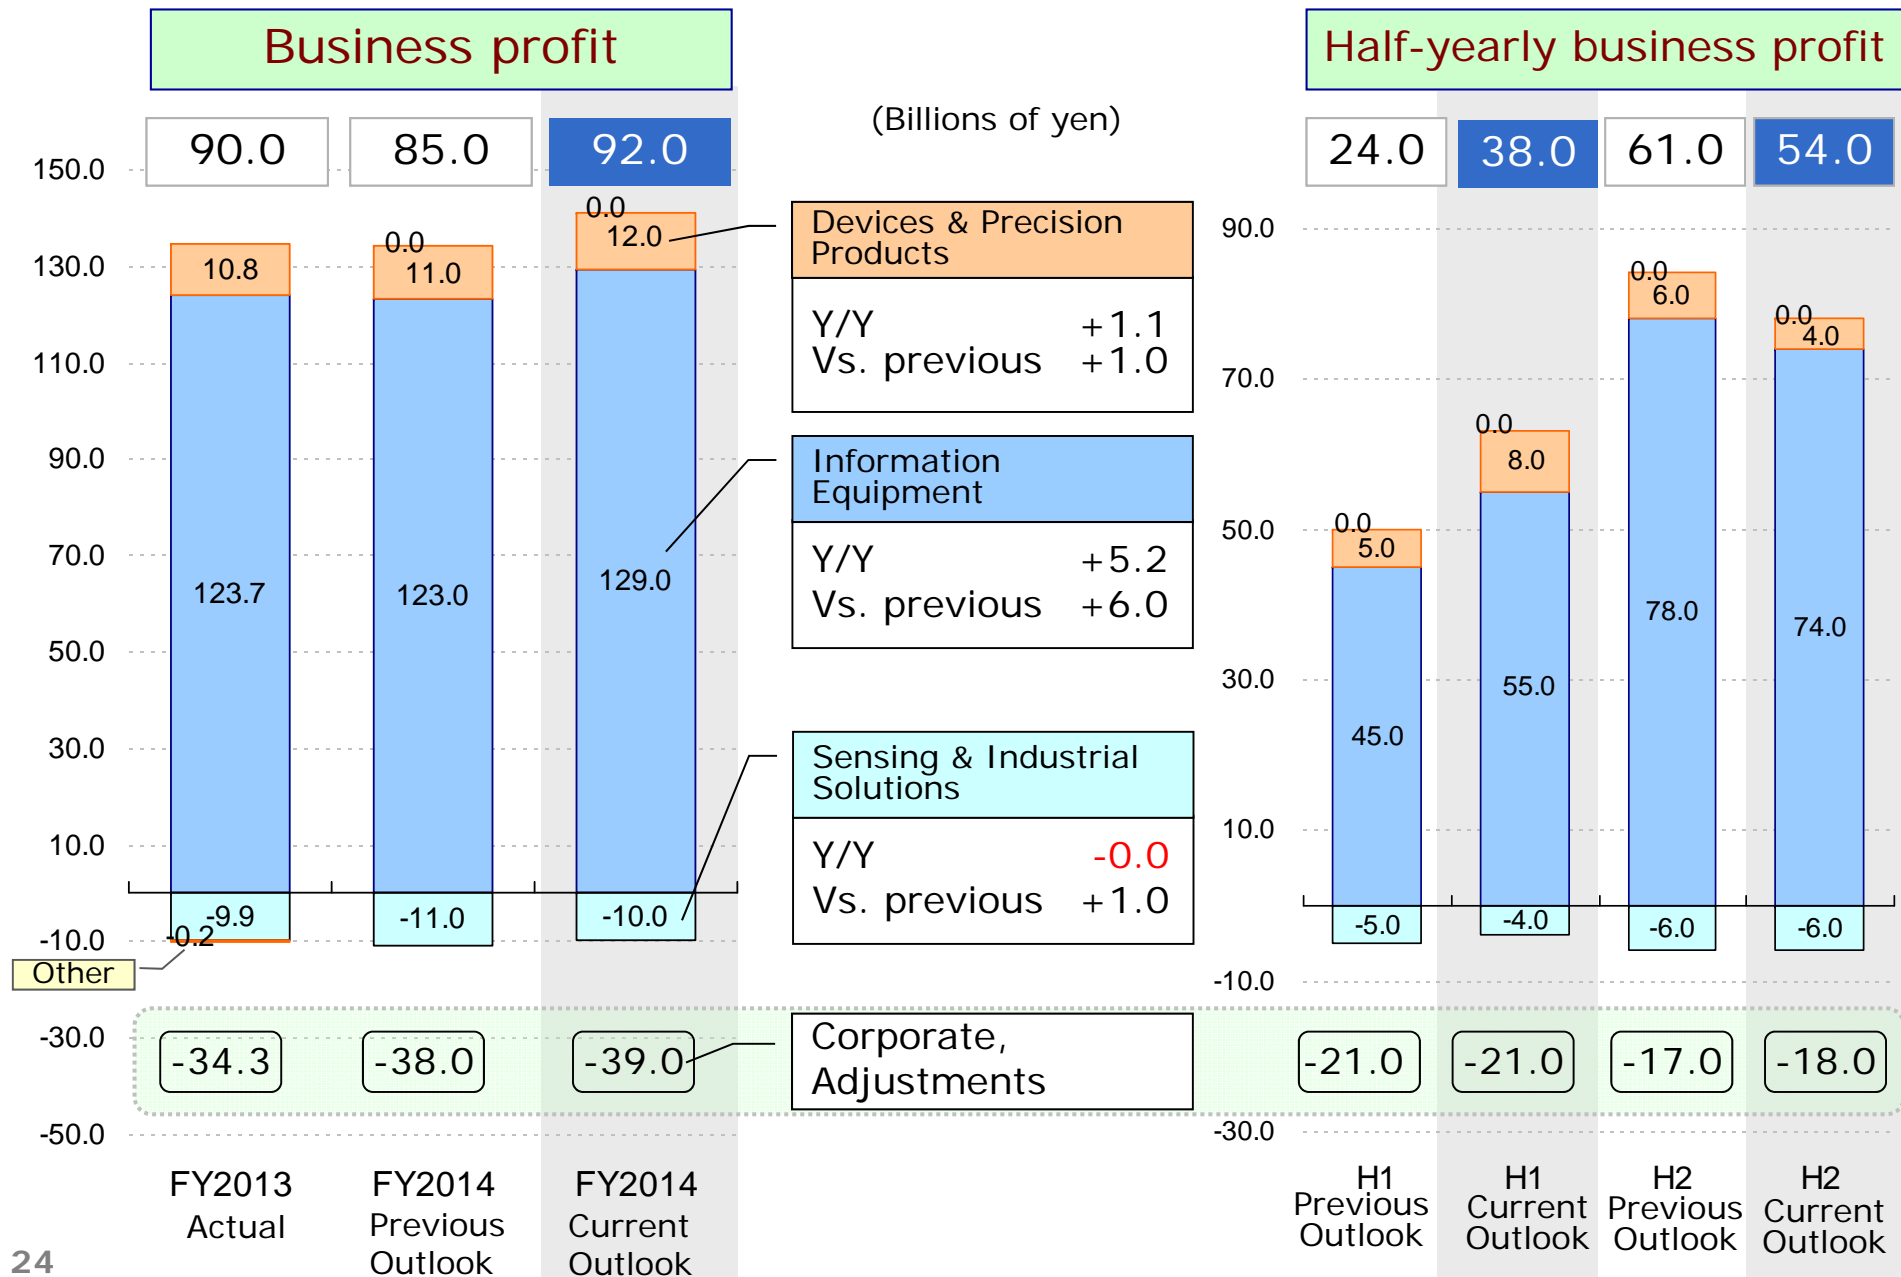 Business profit
Half-yearly business profit
(Billions of yen)
90.0
85.0
92.0
24.0
38.0
61.0
54.0
150.0
130.0
110.0
90.0
70.0
50.0
30.0
10.0
-10.0
-30.0
-50.0
10.8
123.7
-9.9
-0.2
Other
0.0
11.0
123.0
-11.0
0.0
12.0
129.0
-10.0
Devices & Precision
Products
Y/Y +1.1
Vs. previous +1.0
Information
Equipment
Y/Y +5.2
Vs. previous +6.0
Sensing & Industrial
Solutions
Y/Y -0.0
Vs. previous +1.0
90.0
70.0
50.0
30.0
10.0
-10.0
-30.0
0.0
5.0
45.0
-5.0
0.0
8.0
55.0
-4.0
0.0
6.0
78.0
-6.0
0.0
4.0
74.0
-6.0
-34.3
-38.0
-39.0
Corporate,
Adjustments
-21.0
-21.0
-17.0
-18.0
FY2013
Actual
FY2014
Previous
Outlook
FY2014
Current
Outlook
H1
Previous
Outlook
H1
Current
Outlook
H2
Previous
Outlook
H2
Current
Outlook
24